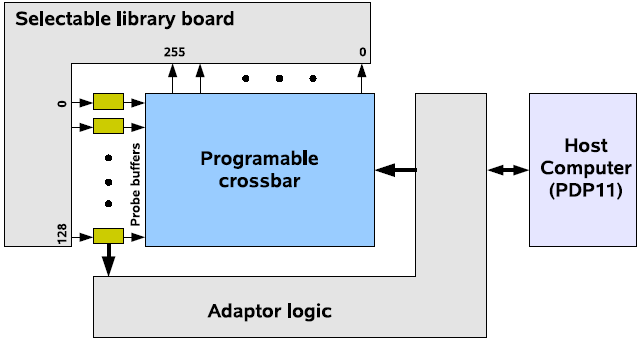 Selectable library board
255
0
0
Probe buffers
Programable
crossbar
Host
Computer
(PDP11)
128
Adaptor logic